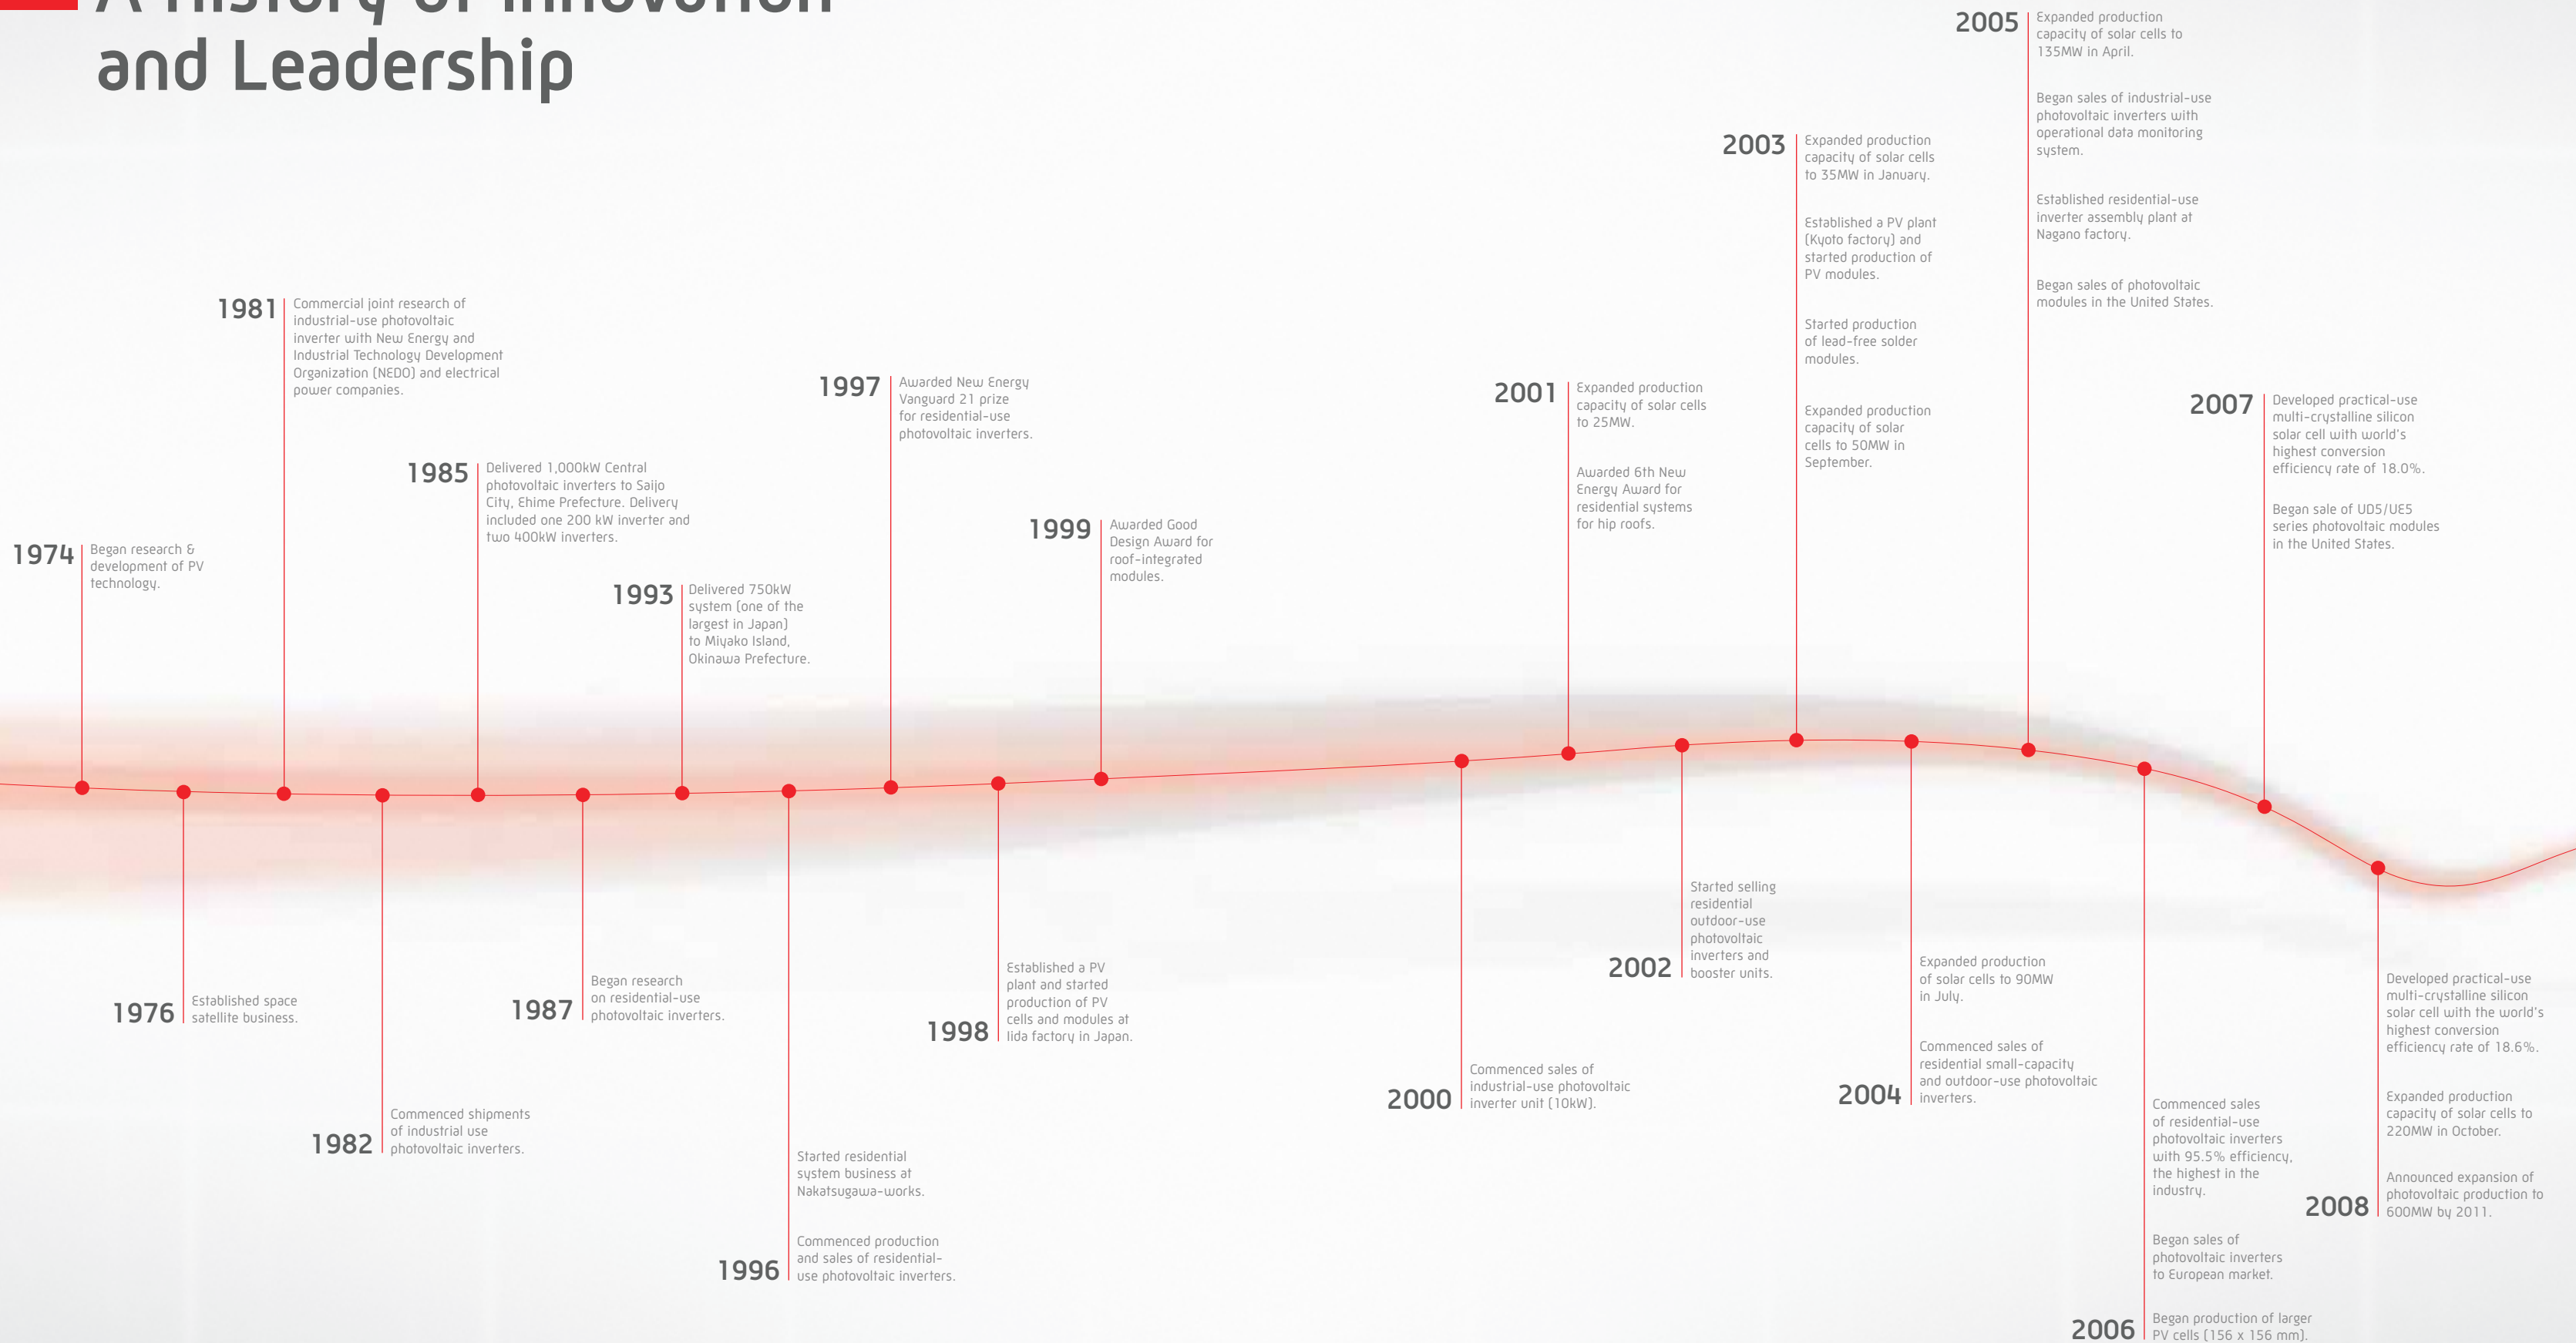 A History of Innovation
and Leadership
1974
Began research &
development of PV
technology.
1976
Established space
satellite business.
1981
Commercial joint research of
industrial-use photovoltaic
inverter with New Energy and
Industrial Technology Development
Organization (NEDO) and electrical
power companies.
1982
Commenced shipments
of industrial use
photovoltaic inverters.
1985
Delivered 1,000kW Central
photovoltaic inverters to Saijo
City, Ehime Prefecture. Delivery
included one 200 kW inverter and
two 400kW inverters.
1987
Began research
on residential-use
photovoltaic inverters.
1993
Delivered 750kW
system (one of the
largest in Japan)
to Miyako Island,
Okinawa Prefecture.
1996
Started residential
system business at
Nakatsugawa-works.
Commenced production
and sales of residential-
use photovoltaic inverters.
1997
Awarded New Energy
Vanguard 21 prize
for residential-use
photovoltaic inverters.
1998
Established a PV
plant and started
production of PV
cells and modules at
Iida factory in Japan.
1999
Awarded Good
Design Award for
roof-integrated
modules.
2000
Commenced sales of
industrial-use photovoltaic
inverter unit (10kW).
2001
Expanded production
capacity of solar cells
to 25MW.
Awarded 6th New
Energy Award for
residential systems
for hip roofs.
2002
Started selling
residential
outdoor-use
photovoltaic
inverters and
booster units.
2003
Expanded production
capacity of solar cells
to 35MW in January.
Established a PV plant
(Kyoto factory) and
started production of
PV modules.
Started production
of lead-free solder
modules.
Expanded production
capacity of solar
cells to 50MW in
September.
2004
Expanded production
of solar cells to 90MW
in July.
Commenced sales of
residential small-capacity
and outdoor-use photovoltaic
inverters.
2005
Expanded production
capacity of solar cells to
135MW in April.
Began sales of industrial-use
photovoltaic inverters with
operational data monitoring
system.
Established residential-use
inverter assembly plant at
Nagano factory.
Began sales of photovoltaic
modules in the United States.
2006
Commenced sales
of residential-use
photovoltaic inverters
with 95.5% efficiency,
the highest in the
industry.
Began sales of
photovoltaic inverters
to European market.
Began production of larger
PV cells (156 x 156 mm).
2007
Developed practical-use
multi-crystalline silicon
solar cell with world's
highest conversion
efficiency rate of 18.0%.
Began sale of UD5/UE5
series photovoltaic modules
in the United States.
2008
Developed practical-use
multi-crystalline silicon
solar cell with the world's
highest conversion
efficiency rate of 18.6%.
Expanded production
capacity of solar cells to
220MW in October.
Announced expansion of
photovoltaic production to
600MW by 2011.